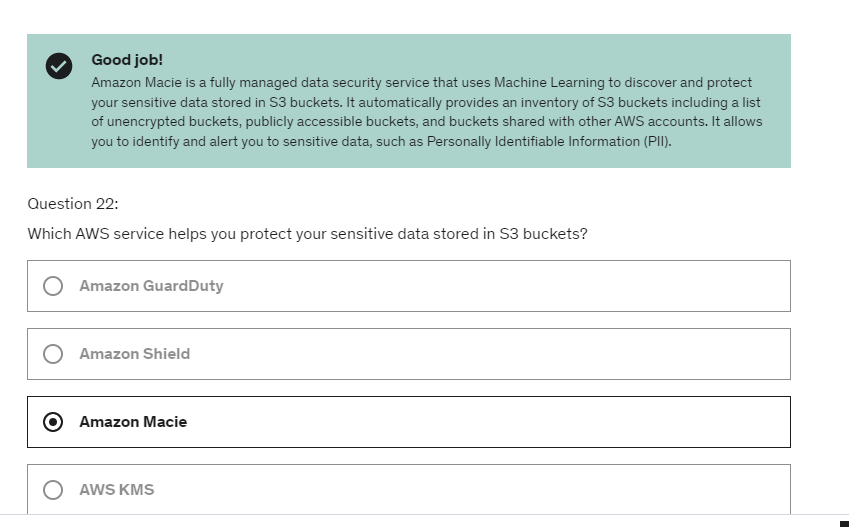 Good job!
Amazon Macie is a fully managed data security service that uses Machine Learning to discover and protect
your sensitive data stored in S3 buckets. It automatically provides an inventory of S3 buckets including a list
of unencrypted buckets, publicly accessible buckets, and buckets shared with other AWS accounts. It allows
you to identify and alert you to sensitive data, such as Personally Identifiable Information (PII).
Question 22:
Which AWS service helps you protect your sensitive data stored in S3 buckets?
Amazon GuardDuty
Amazon Shield
Amazon Macie
AWS KMS